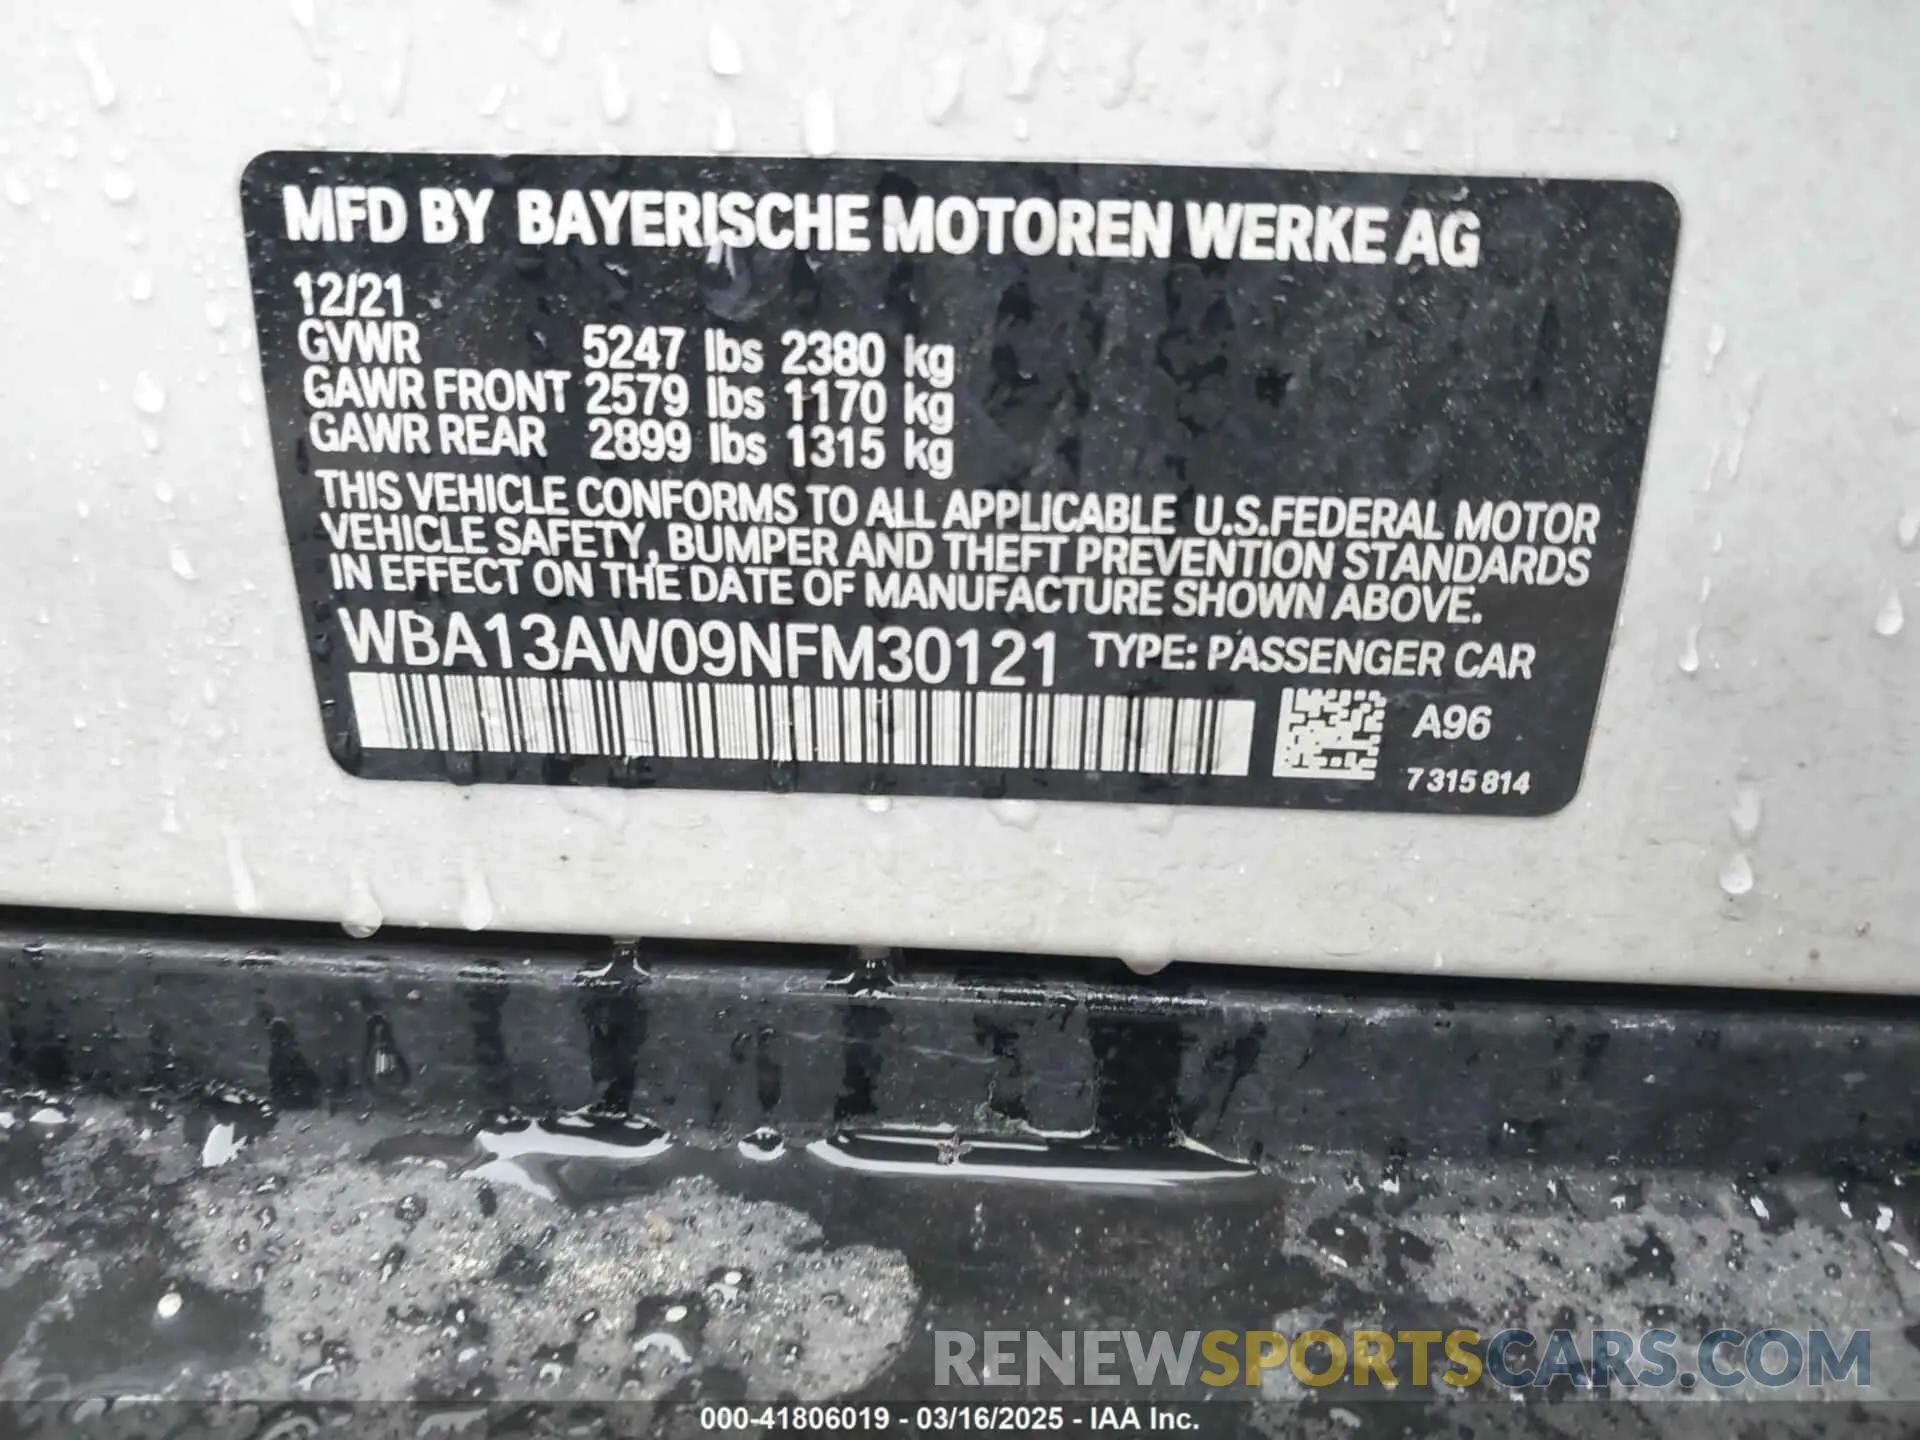 MFD BY BAYERISCHE MOTOREN WERKE AG
12/21
GVWR 5247 lbs 2380 kg
GAWR FRONT 2579 lbs 1170 kg
GAWR REAR 2899 lbs 1315 kg
THIS VEHICLE CONFORMS TO ALL APPLICABLE U.S.FEDERAL MOTOR
VEHICLE SAFETY, BUMPER AND THEFT PREVENTION STANDARDS
IN EFFECT ON THE DATE OF MANUFACTURE SHOWN ABOVE.
WBA13AW09NFM30121 TYPE: PASSENGER CAR
A96
7 315 814
RENEWSPORTSCARS.COM
000-41806019 - 03/16/2025 - IAA Inc.